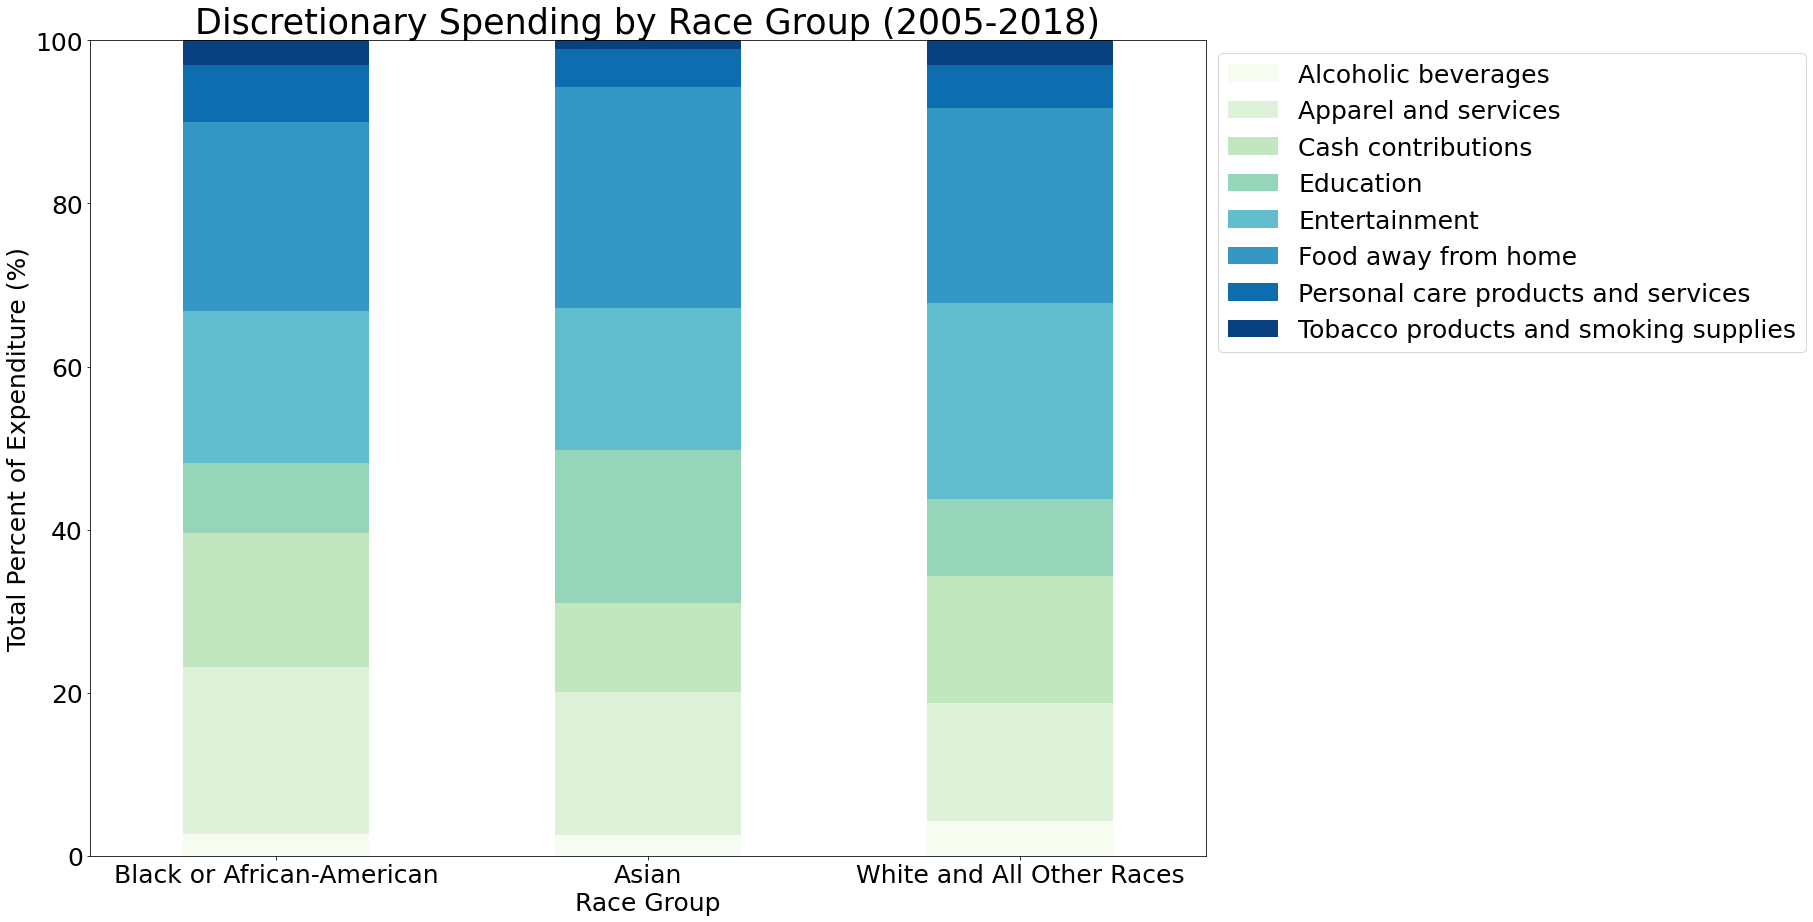 Discretionary Spending by Race Group (2005-2018)
Total Percent of Expenditure (%)
100
80
60
40
20
0
Black or African-American
Asian
White and All Other Races
Race Group
Alcoholic beverages
Apparel and services
Cash contributions
Education
Entertainment
Food away from home
Personal care products and services
Tobacco products and smoking supplies